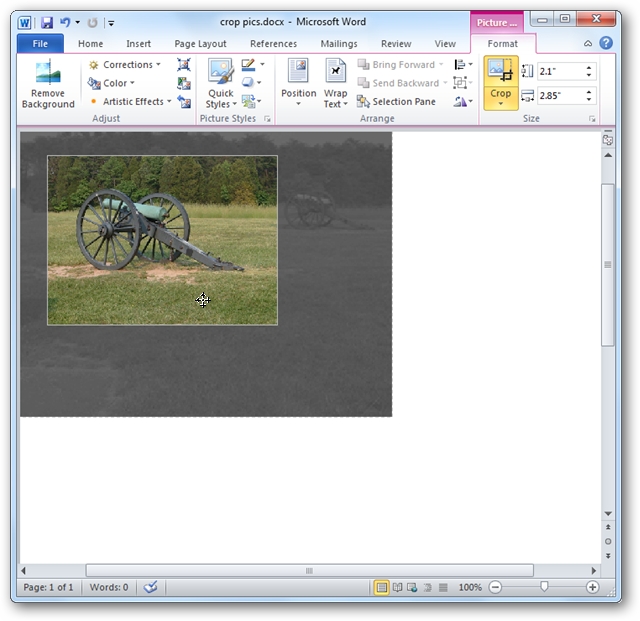 W crop pics.docx - Microsoft Word Picture ...
File Home Insert Page Layout References Mailings Review View Format
Corrections
Color
Artistic Effects
Remove
Background
Quick
Styles
Position
Wrap
Text
Bring Forward
Send Backward
Selection Pane
Crop
2.1"
2.85"
Adjust Picture Styles Arrange Size
Page: 1 of 1 Words: 0 100%